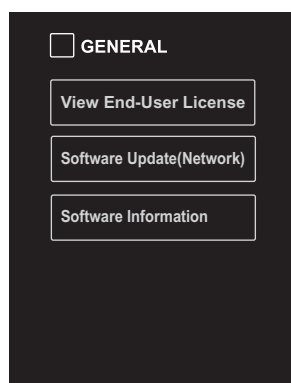 GENERAL
View End-User License
Software Update(Network)
Software Information